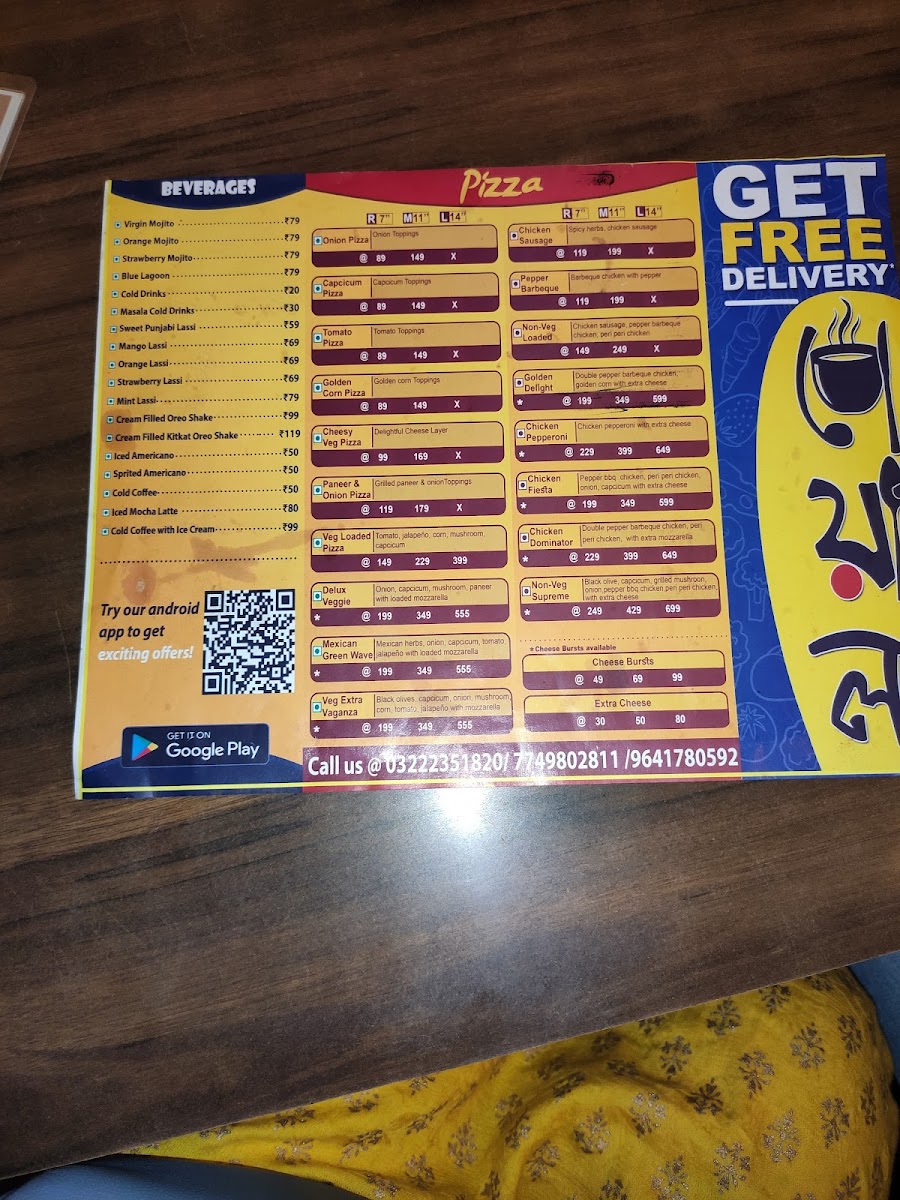 BEVERAGES
Virgin Mojito ₹79
Orange Mojito ₹79
Strawberry Mojito ₹79
Blue Lagoon ₹79
Cold Drinks ₹20
Masala Cold Drinks ₹30
Sweet Punjabi Lassi ₹59
Mango Lassi ₹69
Orange Lassi ₹69
Strawberry Lassi ₹69
Mint Lassi ₹79
Cream Filled Oreo Shake ₹99
Cream Filled Kitkat Oreo Shake ₹119
Iced Americano ₹50
Sprited Americano ₹50
Cold Coffee ₹50
Iced Mocha Latte ₹80
Cold Coffee with Ice Cream ₹99
Try our android
app to get
exciting offers!
GET IT ON
Google Play
Pizza
R 7" M 11" L 14"
Onion Pizza Onion Toppings
@ 89 149 X
Capcicum Capcicum Toppings
Pizza
@ 89 149 X
Tomato Tomato Toppings
Pizza
@ 89 149 X
Golden Golden corn Toppings
Corn Pizza
@ 89 149 X
Cheesy Delightful Cheese Layer
Veg Pizza
@ 99 169 X
Paneer & Grilled paneer & onionToppings
Onion Pizza
@ 119 179 X
Veg Loaded Tomato, jalapeño, corn, mushroom,
Pizza capcicum
@ 149 229 399
Delux Onion, capcicum, mushroom, paneer
Veggie with loaded mozzarella
* @ 199 349 555
Mexican Mexican herbs, onion, capcicum, tomato
Green Wave jalapeño with loaded mozzarella
* @ 199 349 555
Veg Extra Black olives, capcicum, onion, mushroom,
Vaganza corn, tomato, jalapeño with mozzarella
* @ 199 349 555
R 7" M 11" L 14"
Chicken Spicy herbs, chicken sausage
Sausage
@ 119 199 X
Pepper Barbeque chicken with pepper
Barbeque
@ 119 199 X
Non-Veg Chicken sausage, pepper barbeque
Loaded chicken, peri peri chicken
@ 149 249 X
Golden Double pepper barbeque chicken,
Delight golden corn with extra cheese
* @ 199 349 599
Chicken Chicken pepperoni with extra cheese
Pepperoni
* @ 229 399 649
Chicken Pepper bbq chicken, peri peri chicken,
Fiesta onion, capcicum with extra cheese
* @ 199 349 599
Chicken Double pepper barbeque chicken, peri
Dominator peri chicken, with extra mozzarella
* @ 229 399 649
Non-Veg Black olive, capcicum, grilled mushroom,
Supreme onion,pepper bbq chicken peri peri chicken,
with extra cheese
* @ 249 429 699
*Cheese Bursts available
Cheese Bursts
@ 49 69 99
Extra Cheese
@ 30 50 80
Call us @ 03222351820/ 7749802811 /9641780592
GET
FREE
DELIVERY*